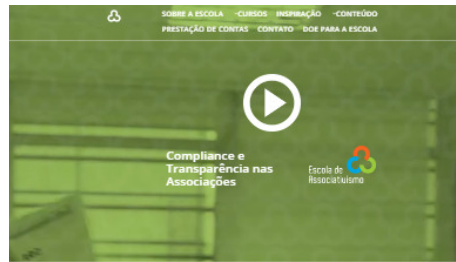 SOBRE A ESCOLA -CURSOS INSPIRAÇÃO -CONTEÚDO
PRESTAÇÃO DE CONTAS CONTATO DOE PARA A ESCOLA
Compliance e
Transparência nas
Associações
Escola de
Associativismo